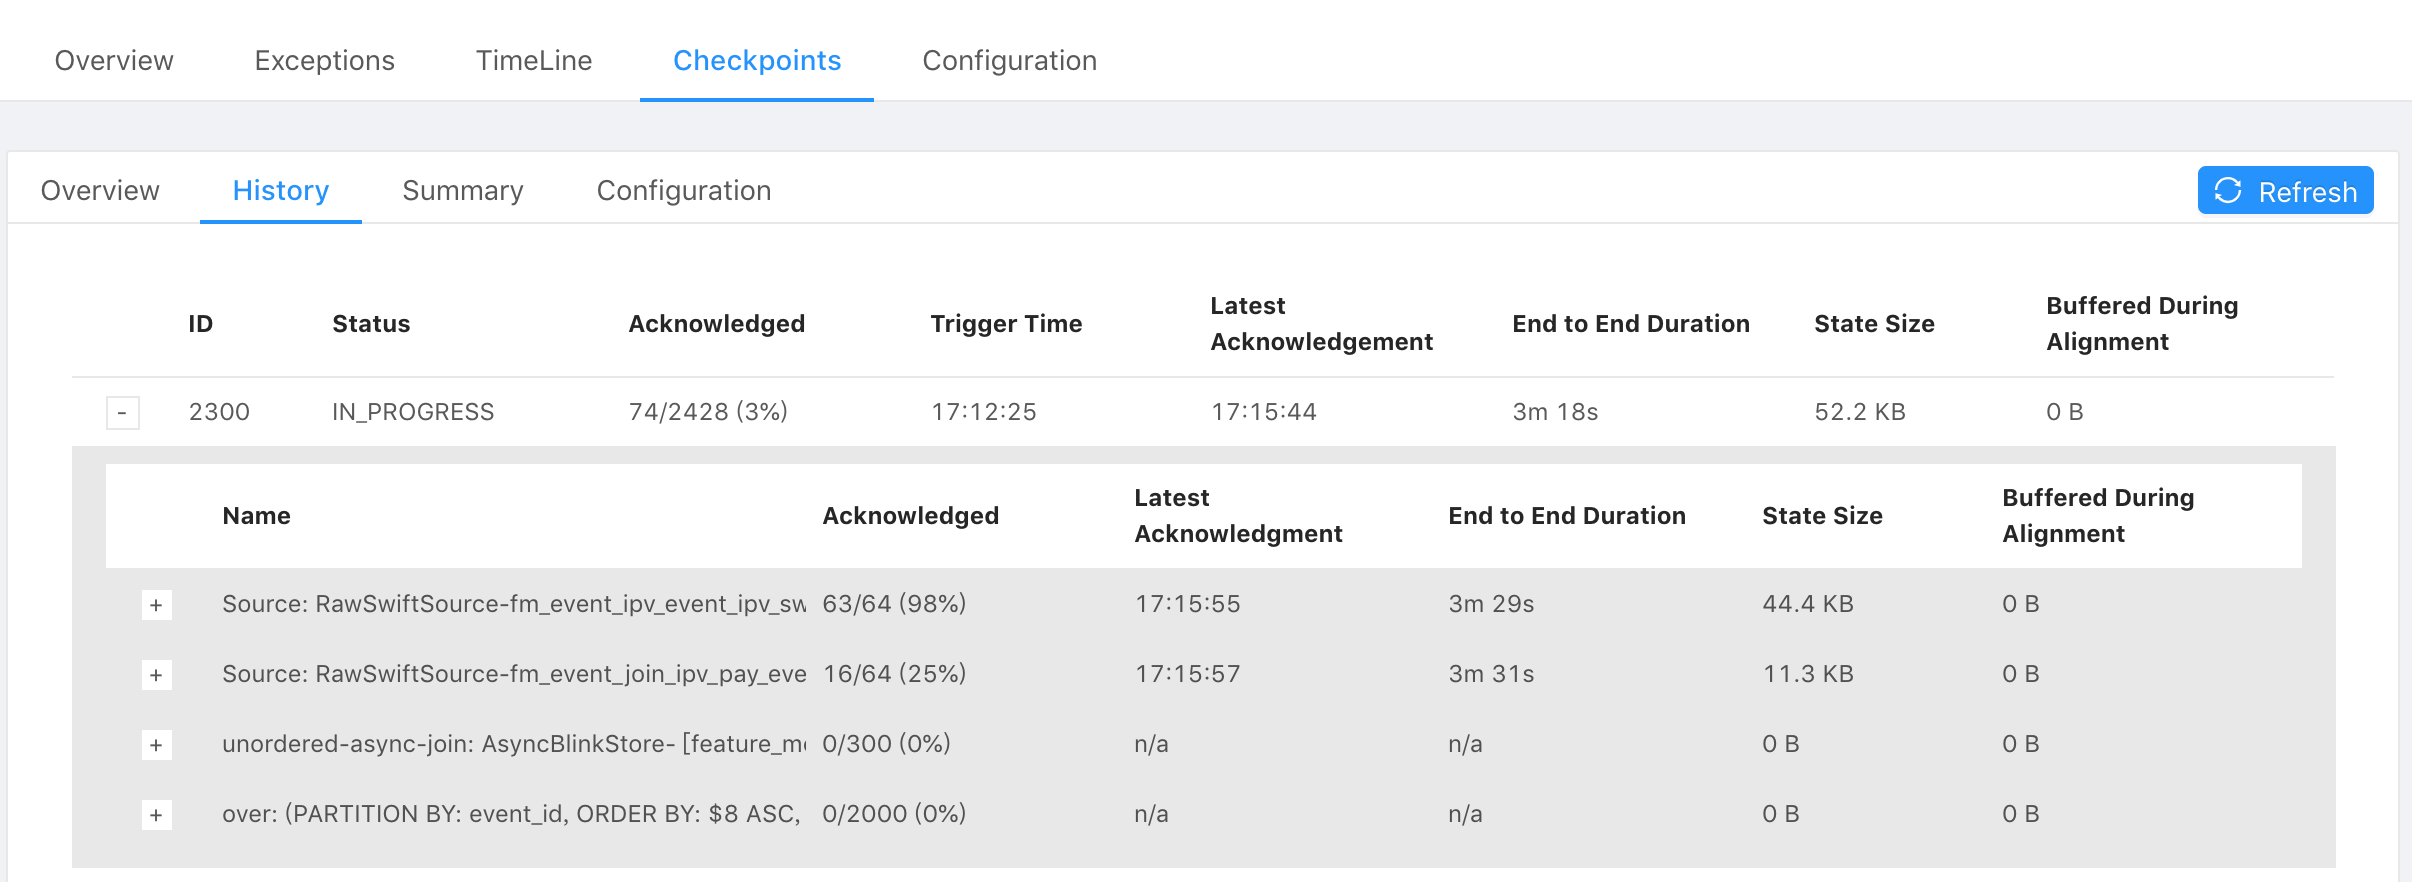 Overview Exceptions TimeLine Checkpoints Configuration
Overview History Summary Configuration Refresh
ID Status Acknowledged Trigger Time Latest Acknowledgement End to End Duration State Size Buffered During Alignment
- 2300 IN_PROGRESS 74/2428 (3%) 17:12:25 17:15:44 3m 18s 52.2 KB 0 B
Name Acknowledged Latest Acknowledgment End to End Duration State Size Buffered During Alignment
+ Source: RawSwiftSource-fm_event_ipv_event_ipv_sw 63/64 (98%) 17:15:55 3m 29s 44.4 KB 0 B
+ Source: RawSwiftSource-fm_event_join_ipv_pay_eve 16/64 (25%) 17:15:57 3m 31s 11.3 KB 0 B
+ unordered-async-join: AsyncBlinkStore- [feature_m 0/300 (0%) n/a n/a 0 B 0 B
+ over: (PARTITION BY: event_id, ORDER BY: $8 ASC, 0/2000 (0%) n/a n/a 0 B 0 B